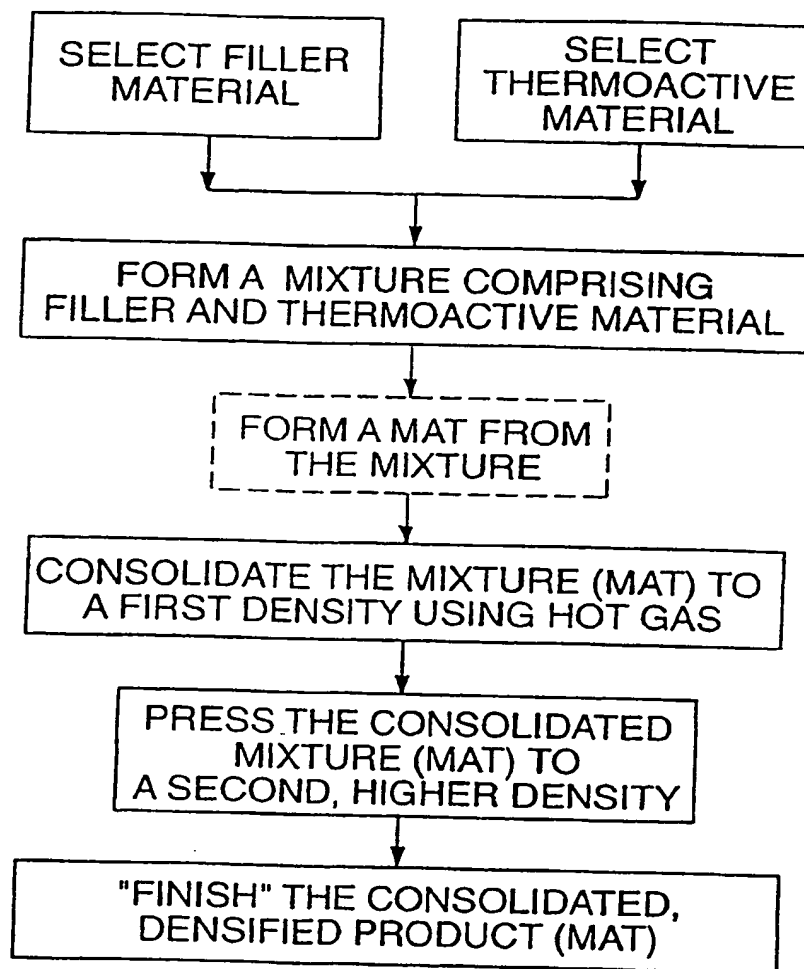 SELECT FILLER
MATERIAL
SELECT
THERMOACTIVE
MATERIAL
FORM A MIXTURE COMPRISING
FILLER AND THERMOACTIVE MATERIAL
FORM A MAT FROM
THE MIXTURE
CONSOLIDATE THE MIXTURE (MAT) TO
A FIRST DENSITY USING HOT GAS
PRESS THE CONSOLIDATED
MIXTURE (MAT) TO
A SECOND, HIGHER DENSITY
"FINISH" THE CONSOLIDATED,
DENSIFIED PRODUCT (MAT)